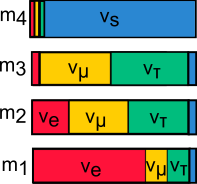 m4 νs
m3 νμ ντ
m2 νe νμ ντ
m1 νe νμ ντ